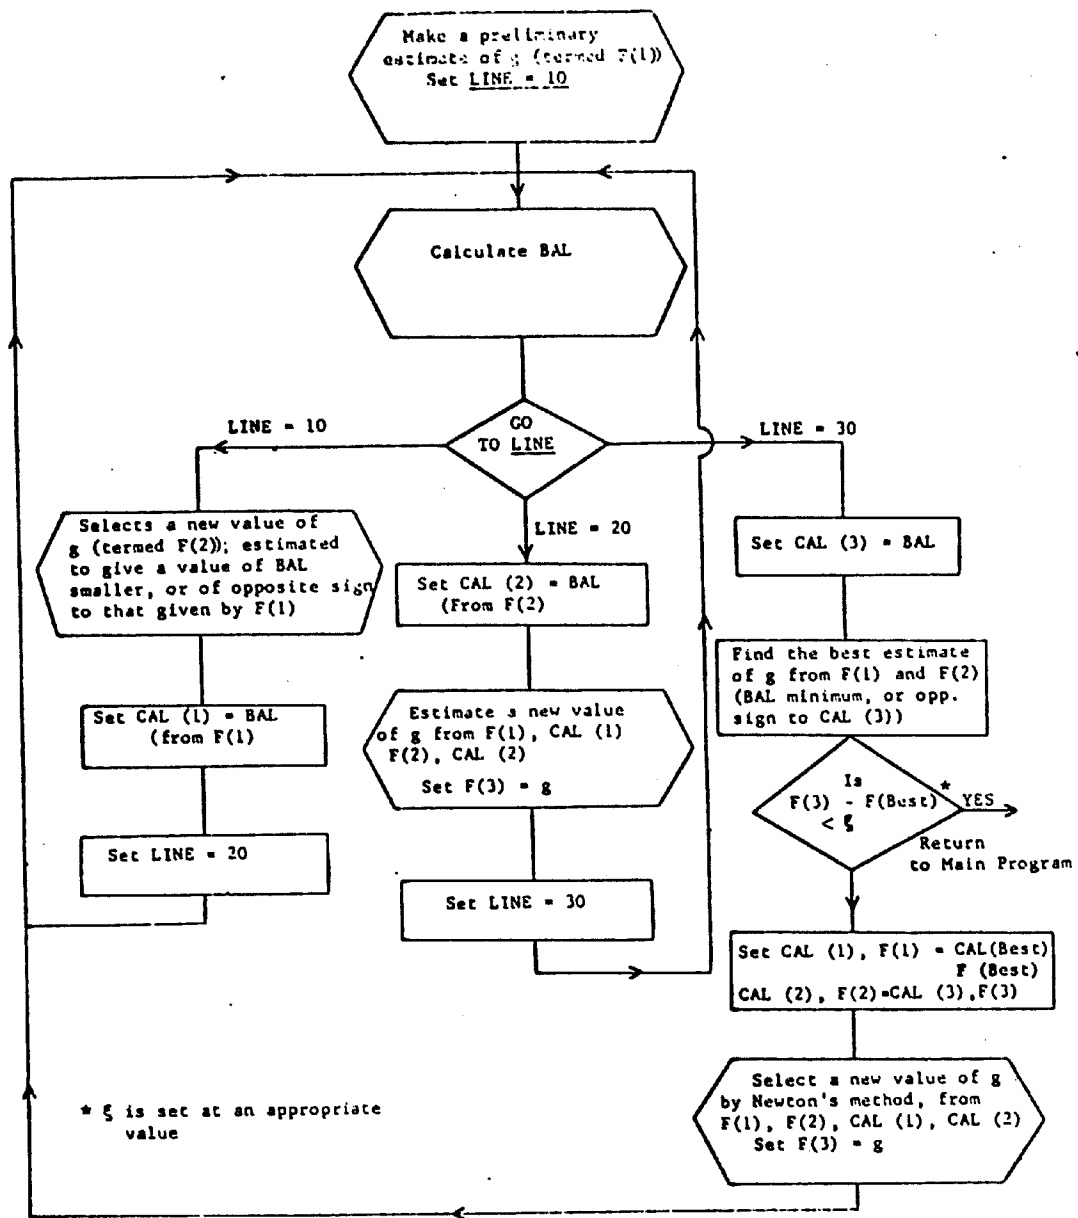 Make a preliminary
estimate of g (termed F(1))
Set LINE = 10
Calculate BAL
GO
TO LINE
LINE = 10
LINE = 30
LINE = 20
Selects a new value of
g (termed F(2)); estimated
to give a value of BAL
smaller, or of opposite sign
to that given by F(1)
Set CAL (1) = BAL
(from F(1)
Set LINE = 20
Set CAL (2) = BAL
(From F(2)
Estimate a new value
of g from F(1), CAL (1)
F(2), CAL (2)
Set F(3) = g
Set LINE = 30
Set CAL (3) = BAL
Find the best estimate
of g from F(1) and F(2)
(BAL minimum, or opp.
sign to CAL (3))
Is
F(3) - F(Best) *
< ξ
YES
Return
to Main Program
Set CAL (1), F(1) = CAL(Best)
F (Best)
CAL (2), F(2)=CAL (3),F(3)
Select a new value of g
by Newton's method, from
F(1), F(2), CAL (1), CAL (2)
Set F(3) = g
* ξ is set at an appropriate
value